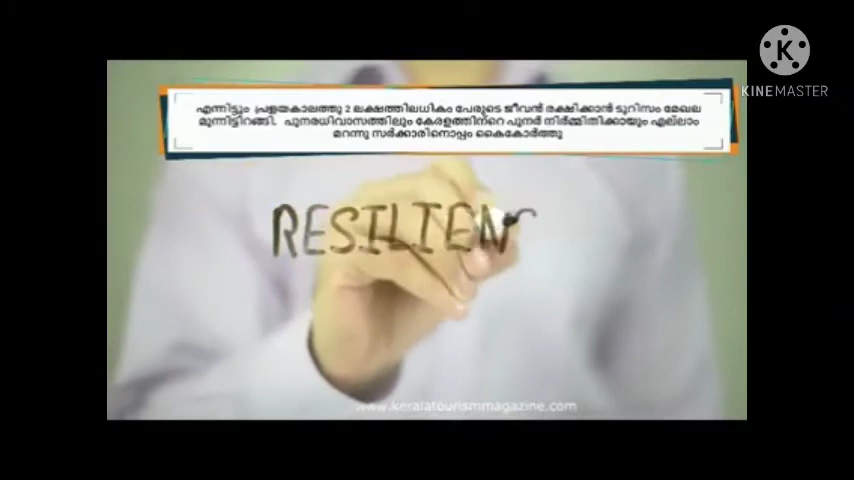 എന്നിട്ടും പ്രളയകാലത്തു 2 ലക്ഷത്തിലധികം പേരുടെ ജീവൻ രക്ഷിക്കാൻ ടൂറിസം മേഖല
മുന്നിട്ടിറങ്ങി. പുനരധിവാസത്തിലും കേരളത്തിന്റെ പുനർ നിർമ്മിതിക്കായും എല്ലാം
മറന്നു സർക്കാരിനൊപ്പം കൈകോർത്തു
K
KINEMASTER
RESILIEN
www.keralatourismmagazine.com